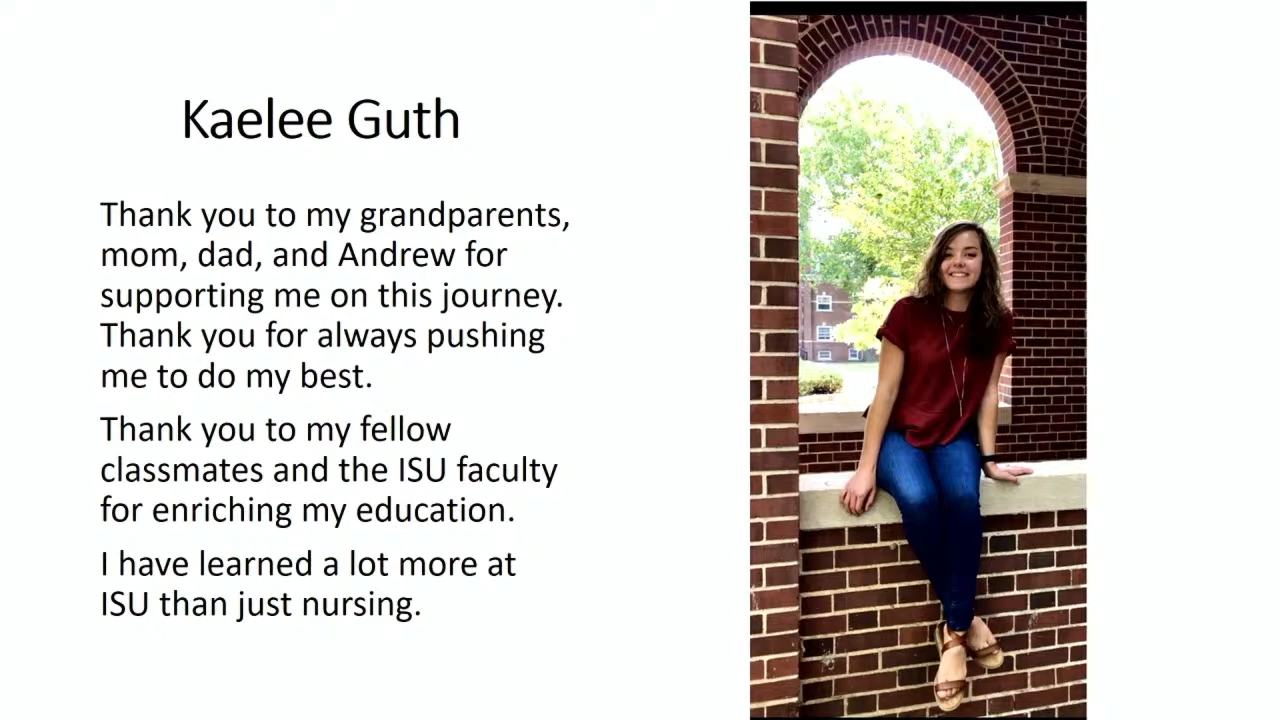 Kaelee Guth
Thank you to my grandparents,
mom, dad, and Andrew for
supporting me on this journey.
Thank you for always pushing
me to do my best.
Thank you to my fellow
classmates and the ISU faculty
for enriching my education.
I have learned a lot more at
ISU than just nursing.